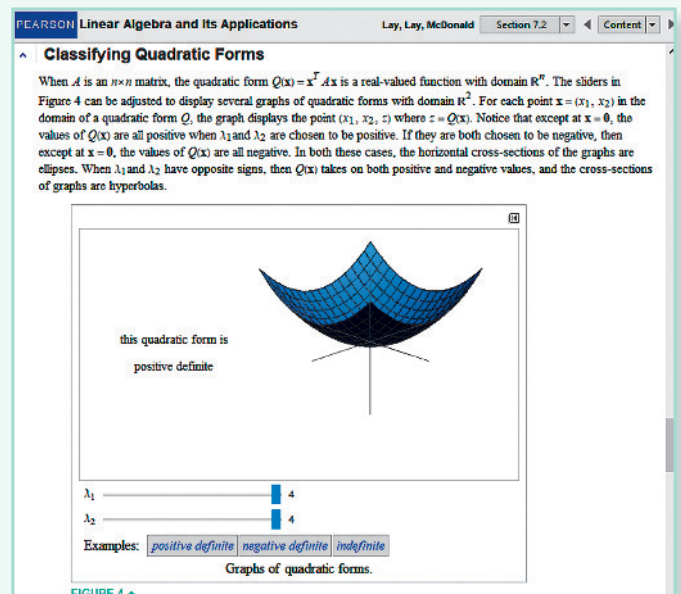 PEARSON Linear Algebra and Its Applications Lay, Lay, McDonald Section 7.2 Content
Classifying Quadratic Forms
When A is an n×n matrix, the quadratic form Q(x) = xᵀAx is a real-valued function with domain Rⁿ. The sliders in
Figure 4 can be adjusted to display several graphs of quadratic forms with domain R². For each point x = (x₁, x₂) in the
domain of a quadratic form Q, the graph displays the point (x₁, x₂, z) where z = Q(x). Notice that except at x = 0, the
values of Q(x) are all positive when λ₁and λ₂ are chosen to be positive. If they are both chosen to be negative, then
except at x = 0, the values of Q(x) are all negative. In both these cases, the horizontal cross-sections of the graphs are
ellipses. When λ₁and λ₂ have opposite signs, then Q(x) takes on both positive and negative values, and the cross-sections
of graphs are hyperbolas.
this quadratic form is
positive definite
λ₁ 4
λ₂ 4
Examples: positive definite negative definite indefinite
Graphs of quadratic forms.
FIGURE 4